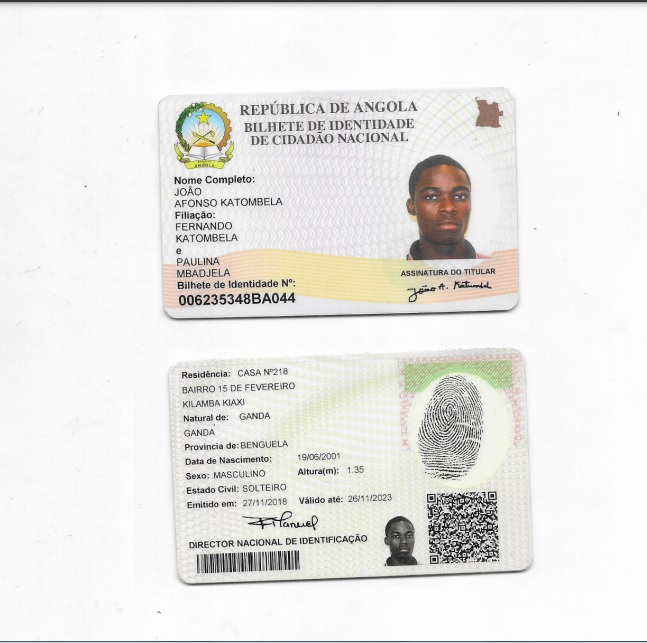 REPÚBLICA DE ANGOLA
BILHETE DE IDENTIDADE
DE CIDADÃO NACIONAL
ANGOLA
Nome Completo:
JOÃO
AFONSO KATOMBELA
Filiação:
FERNANDO
KATOMBELA
e
PAULINA
MBADJELA
Bilhete de Identidade Nº:
006235348BA044
ASSINATURA DO TITULAR
João A.
Residência: CASA Nº218
BAIRRO 15 DE FEVEREIRO
KILAMBA KIAXI
Natural de: GANDA
GANDA
Provincia de: BENGUELA
Data de Nascimento: 19/06/2001
Sexo: MASCULINO Altura(m): 1.35
Estado Civil: SOLTEIRO
Emitido em: 27/11/2018 Válido até: 26/11/2023
DIRECTOR NACIONAL DE IDENTIFICAÇÃO